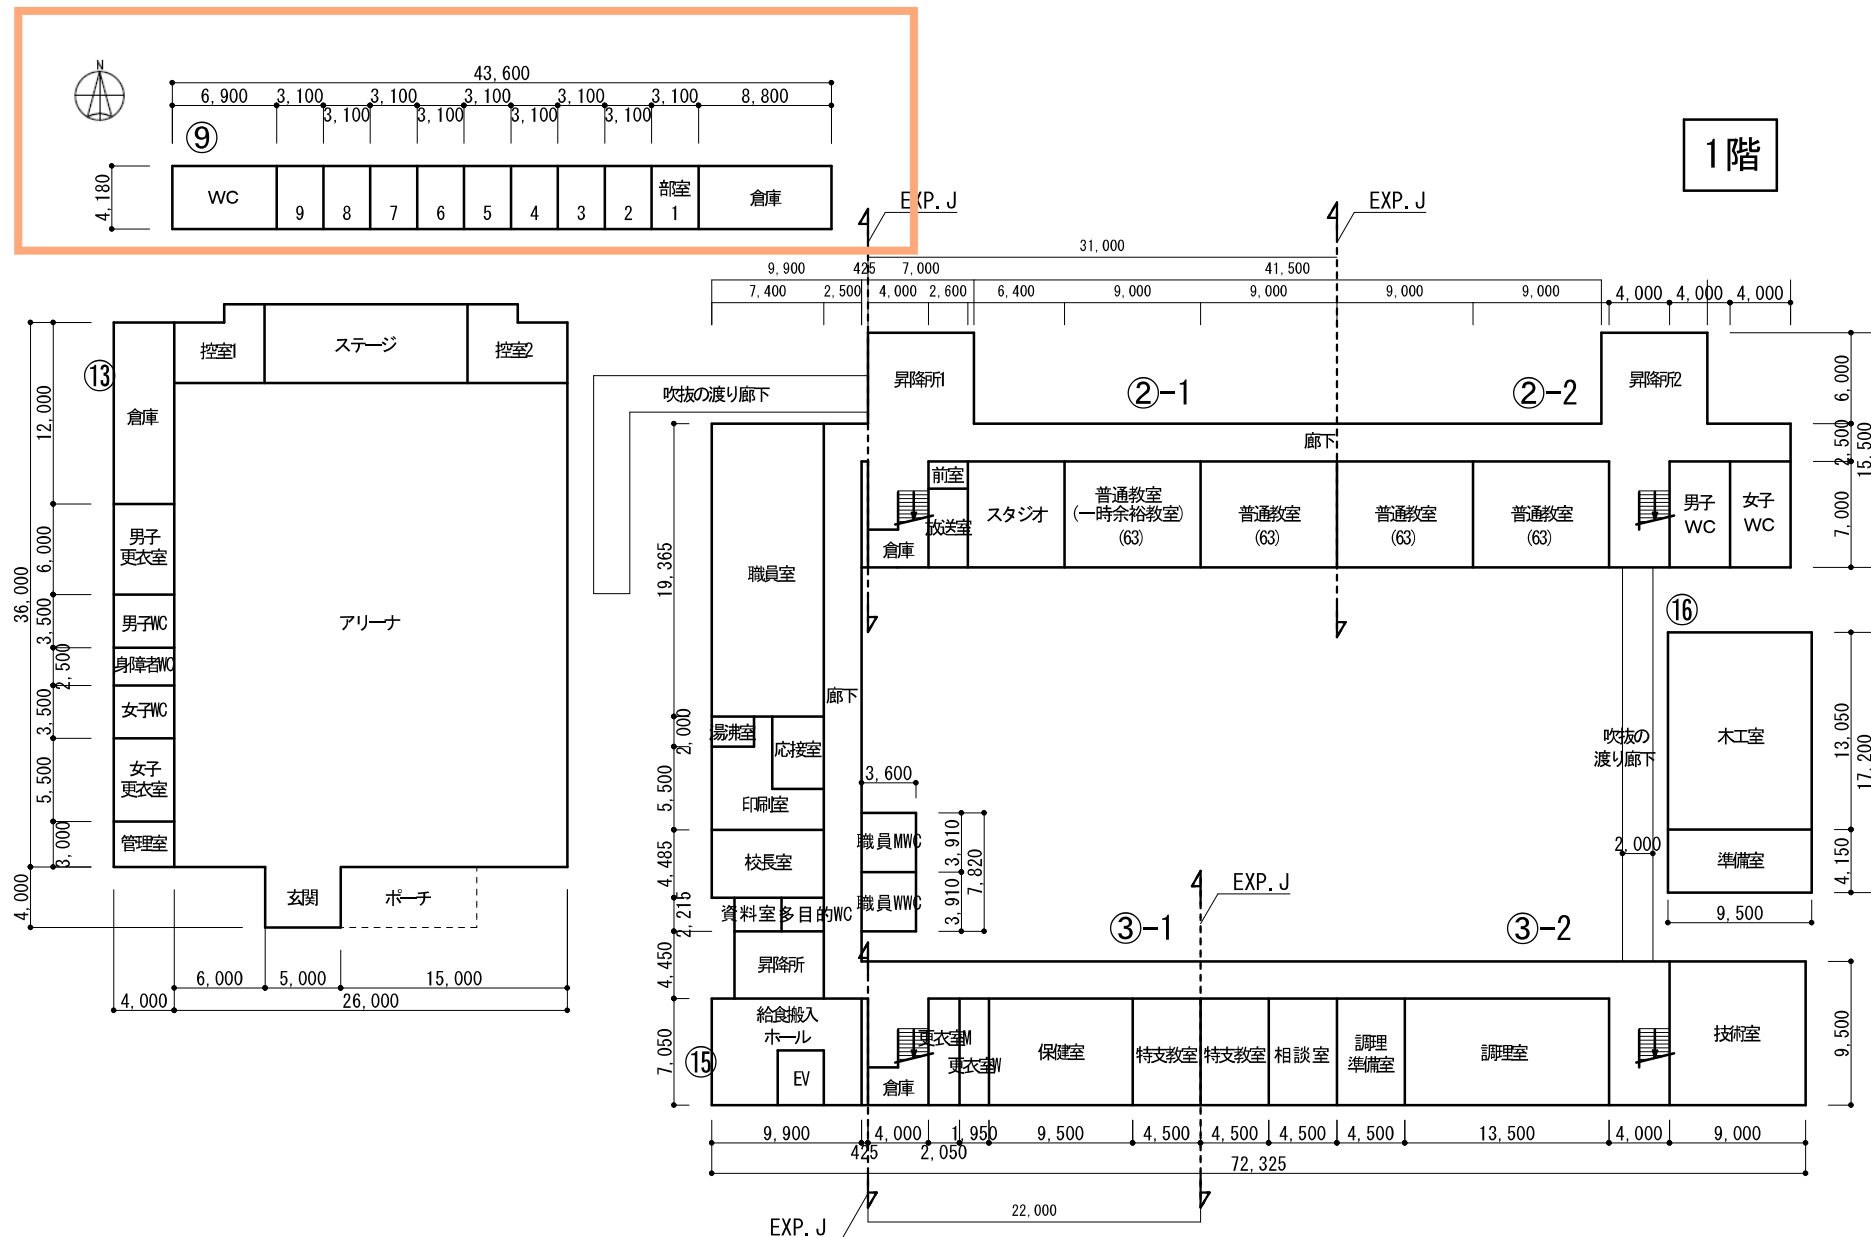 N
43,600
6,900
3,100
3,100
3,100
3,100
3,100
3,100
3,100
3,100
3,100
8,800
⑨
4,180
WC
9
8
7
6
5
4
3
2
部室
1
倉庫
1階
EXP.J
EXP.J
31,000
9,900
425
7,000
41,500
7,400
2,500
4,000
2,600
6,400
9,000
9,000
9,000
9,000
4,000
4,000
4,000
⑬
控室1
ステージ
控室2
倉庫
男子
更衣室
男子WC
身障者WC
女子WC
女子
更衣室
管理室
アリーナ
玄関
ポーチ
12,000
6,000
3,500
2,500
3,500
5,500
3,000
36,000
4,000
6,000
5,000
15,000
4,000
26,000
吹抜の渡り廊下
昇降所1
②-1
②-2
昇降所2
廊下
前室
放送室
倉庫
スタジオ
普通教室
(一時余裕教室)
(63)
普通教室
(63)
普通教室
(63)
普通教室
(63)
男子
WC
女子
WC
6,000
2,500
7,000
15,500
職員室
廊下
湯沸室
応接室
印刷室
校長室
資料室
多目的WC
昇降所
給食搬入
ホール
EV
⑮
19,365
2,000
5,500
4,485
2,215
4,450
7,050
3,600
職員MWC
職員WWC
3,910
3,910
7,820
⑯
木工室
準備室
13,050
4,150
17,200
9,500
吹抜の
渡り廊下
2,000
③-1
EXP.J
③-2
倉庫
更衣室M
更衣室W
保健室
特支教室
特支教室
相談室
調理
準備室
調理室
技術室
9,500
9,900
425
4,000
2,050
1,950
9,500
4,500
4,500
4,500
4,500
13,500
4,000
9,000
72,325
22,000
EXP.J